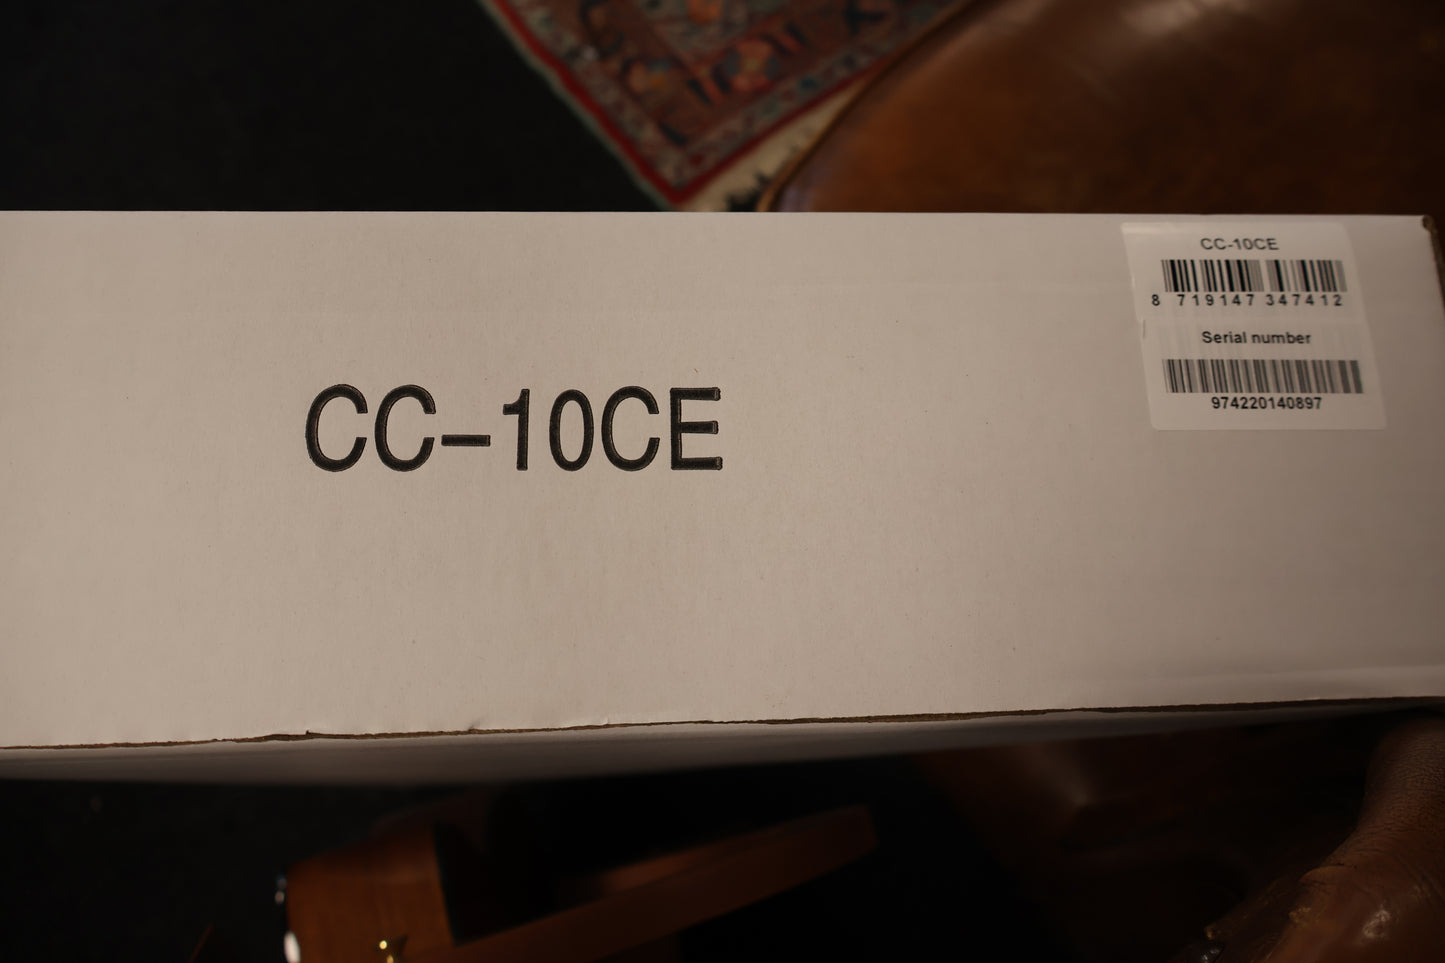 CC-10CE
CC-10CE
8 719147 347412
Serial number
974220140897